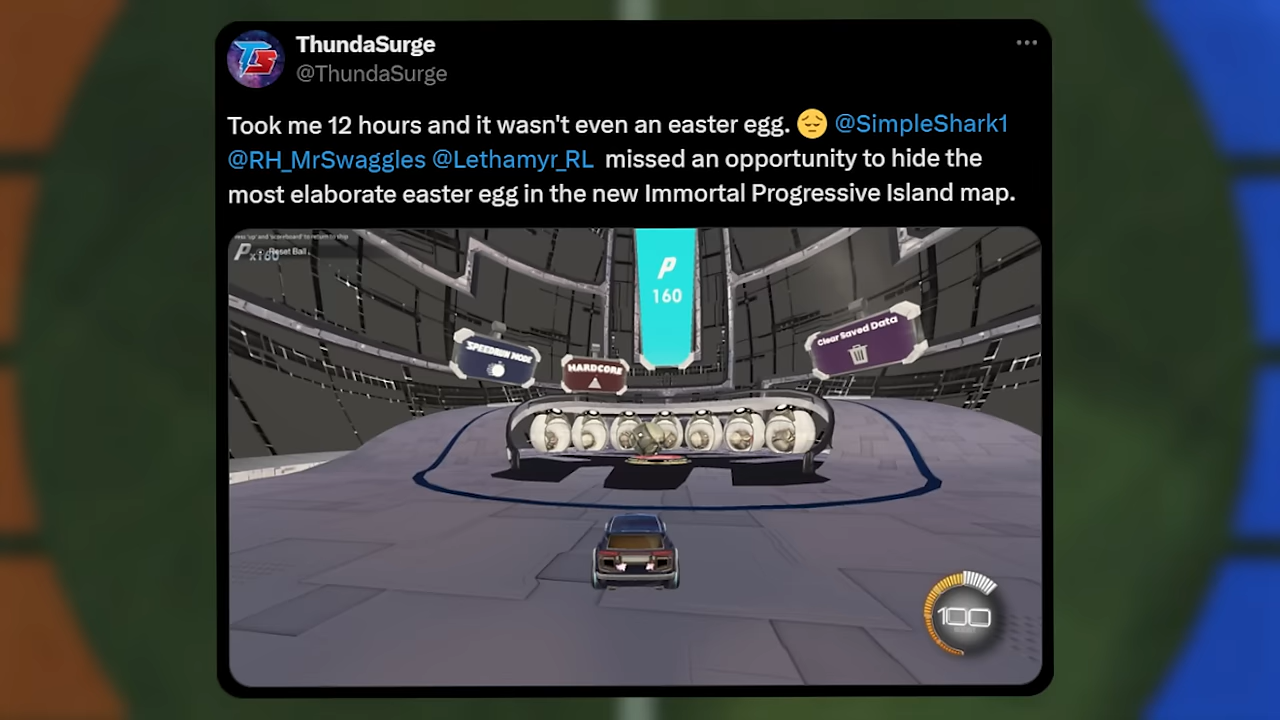 ThundaSurge
@ThundaSurge
Took me 12 hours and it wasn't even an easter egg. 😔 @SimpleShark1
@RH_MrSwaggles @Lethamyr_RL missed an opportunity to hide the
most elaborate easter egg in the new Immortal Progressive Island map.
Reset Ball
P x160
P
160
SPEEDRUN MODE
HARDCORE
Clear Saved Data
100
TS